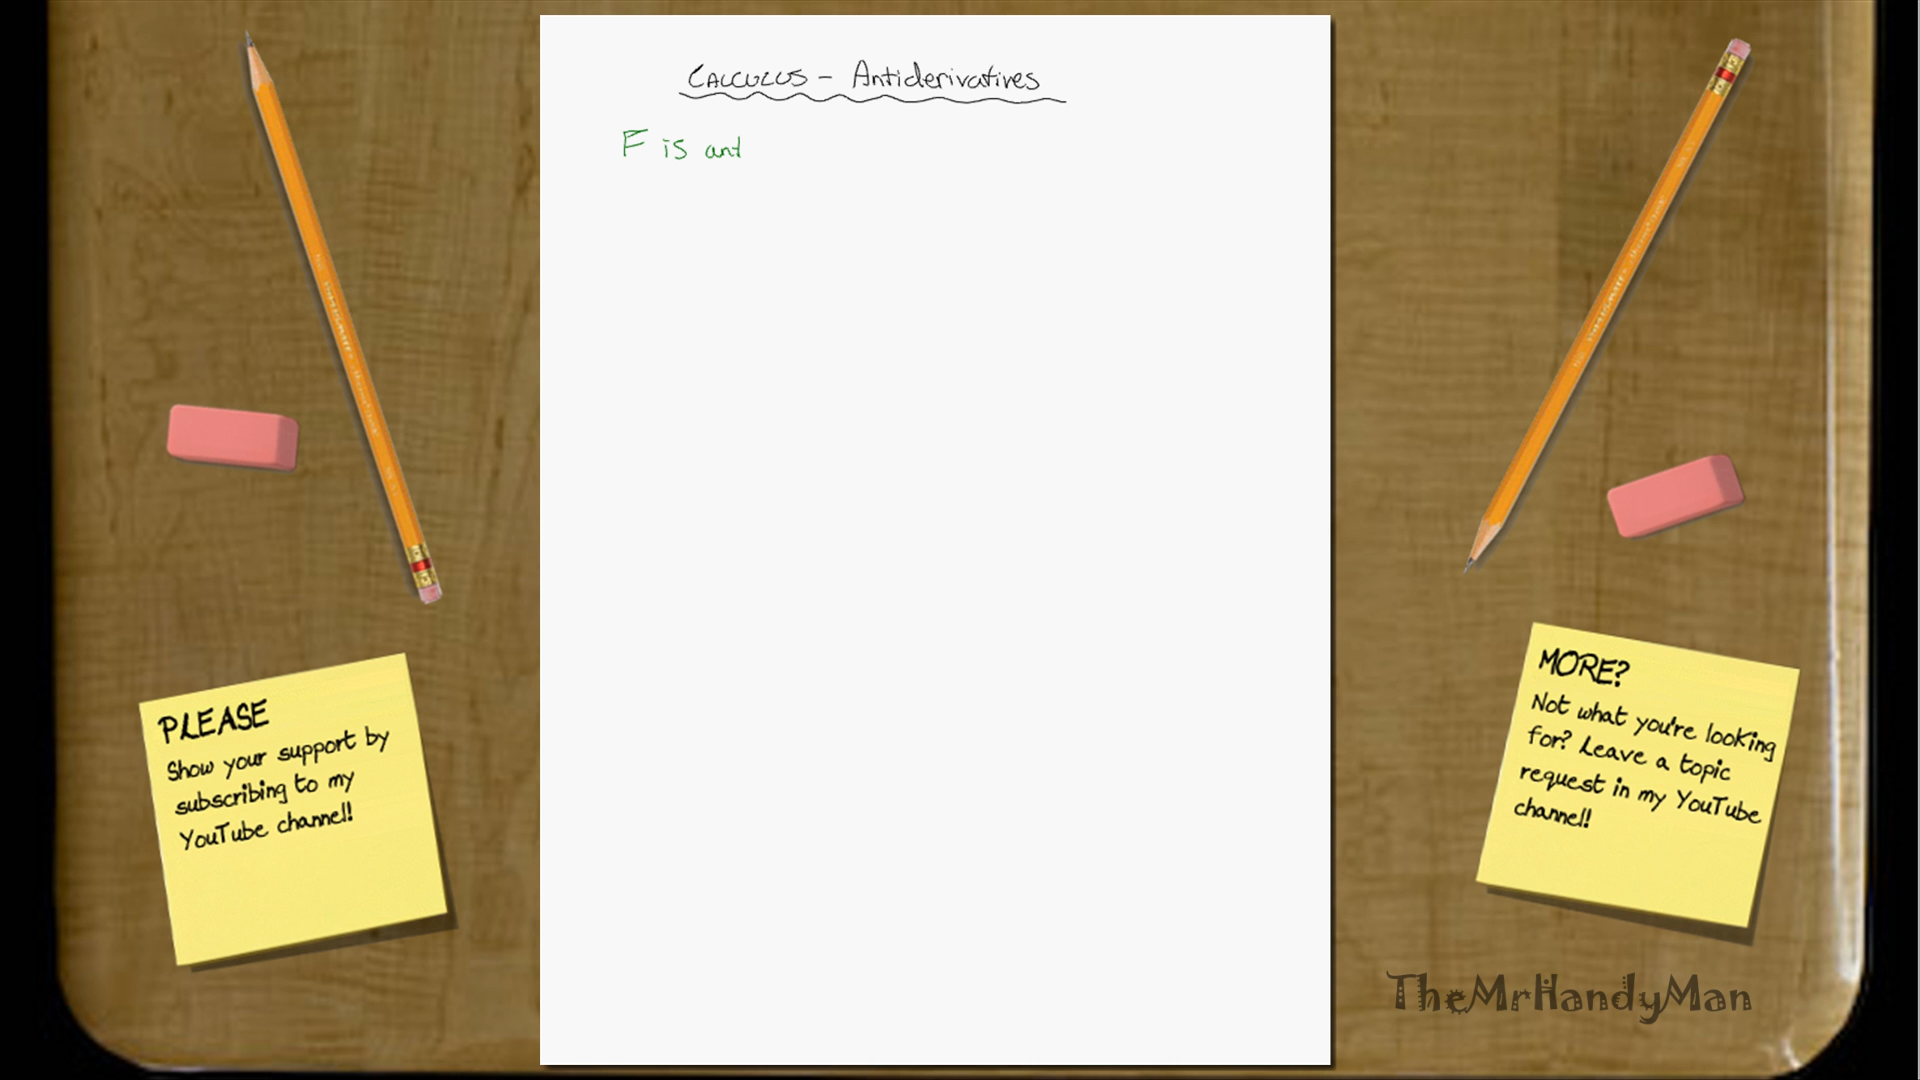 CALCULUS - Antiderivatives
F is ant
PLEASE
Show your support by
subscribing to my
YouTube channel!
MORE?
Not what you're looking
for? Leave a topic
request in my YouTube
channel!
TheMrHandyMan